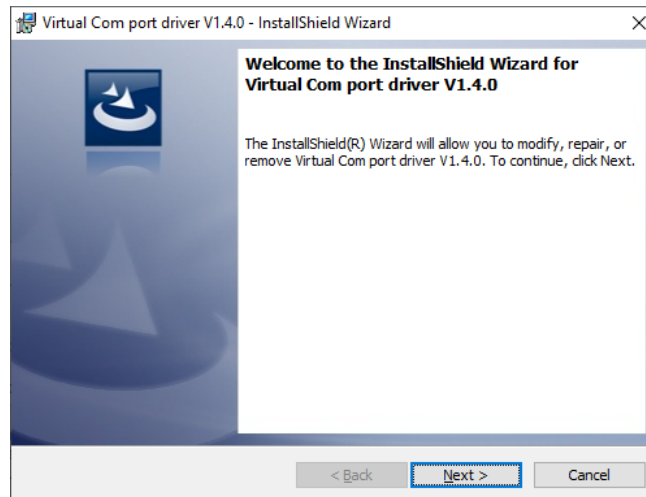 Virtual Com port driver V1.4.0 - InstallShield Wizard
Welcome to the InstallShield Wizard for
Virtual Com port driver V1.4.0
The InstallShield(R) Wizard will allow you to modify, repair, or
remove Virtual Com port driver V1.4.0. To continue, click Next.
< Back
Next >
Cancel